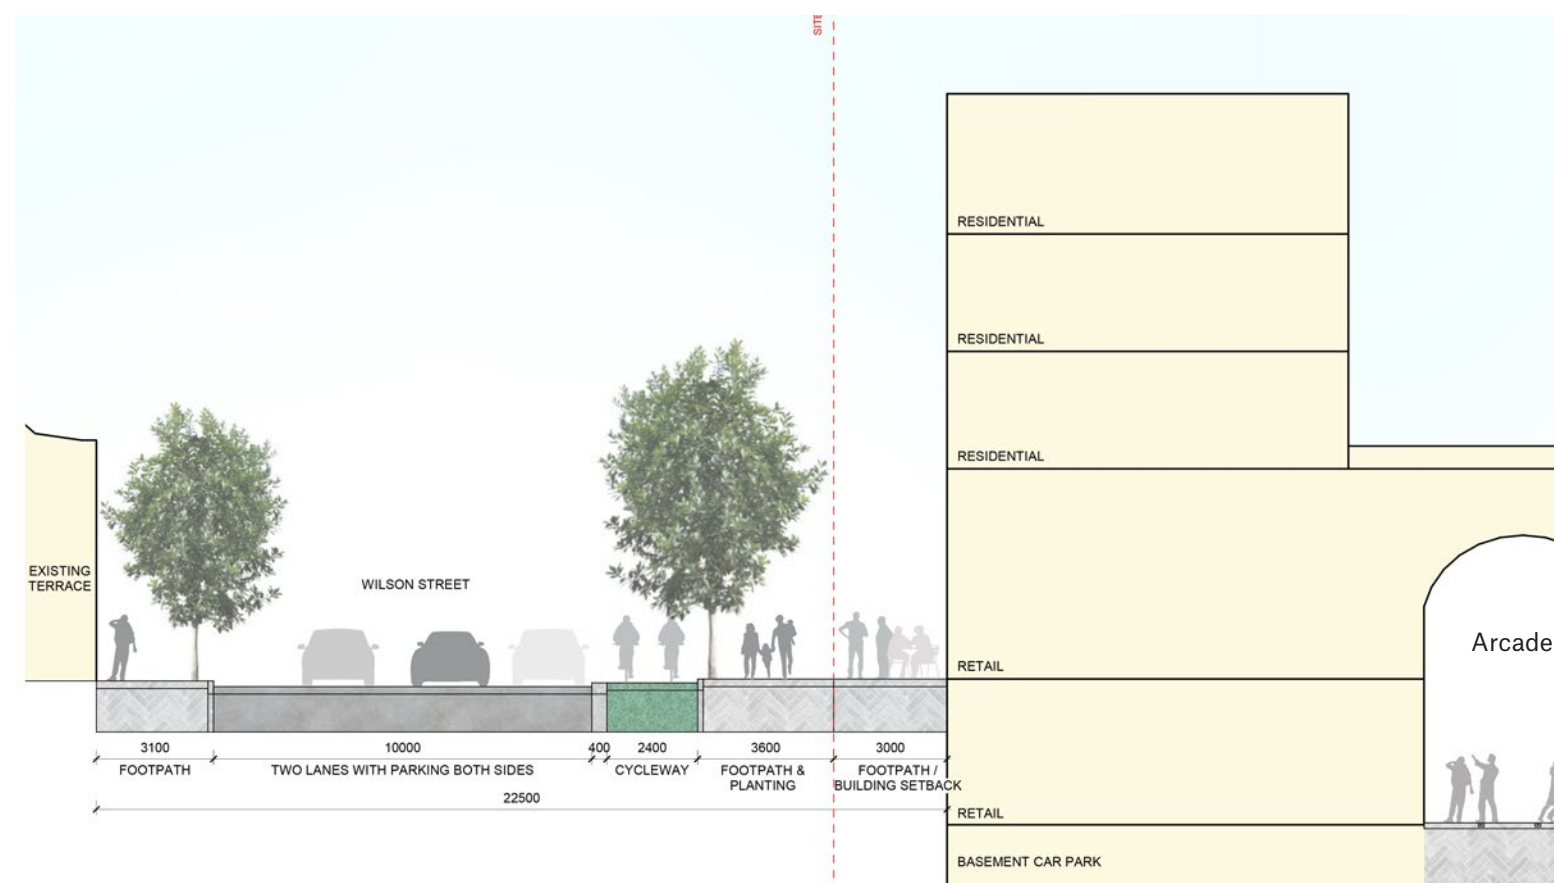 SITE
RESIDENTIAL
RESIDENTIAL
RESIDENTIAL
EXISTING
TERRACE
WILSON STREET
Arcade
RETAIL
3100
10000
400
2400
3600
3000
FOOTPATH
TWO LANES WITH PARKING BOTH SIDES
CYCLEWAY
FOOTPATH &
PLANTING
FOOTPATH /
BUILDING SETBACK
22500
RETAIL
BASEMENT CAR PARK